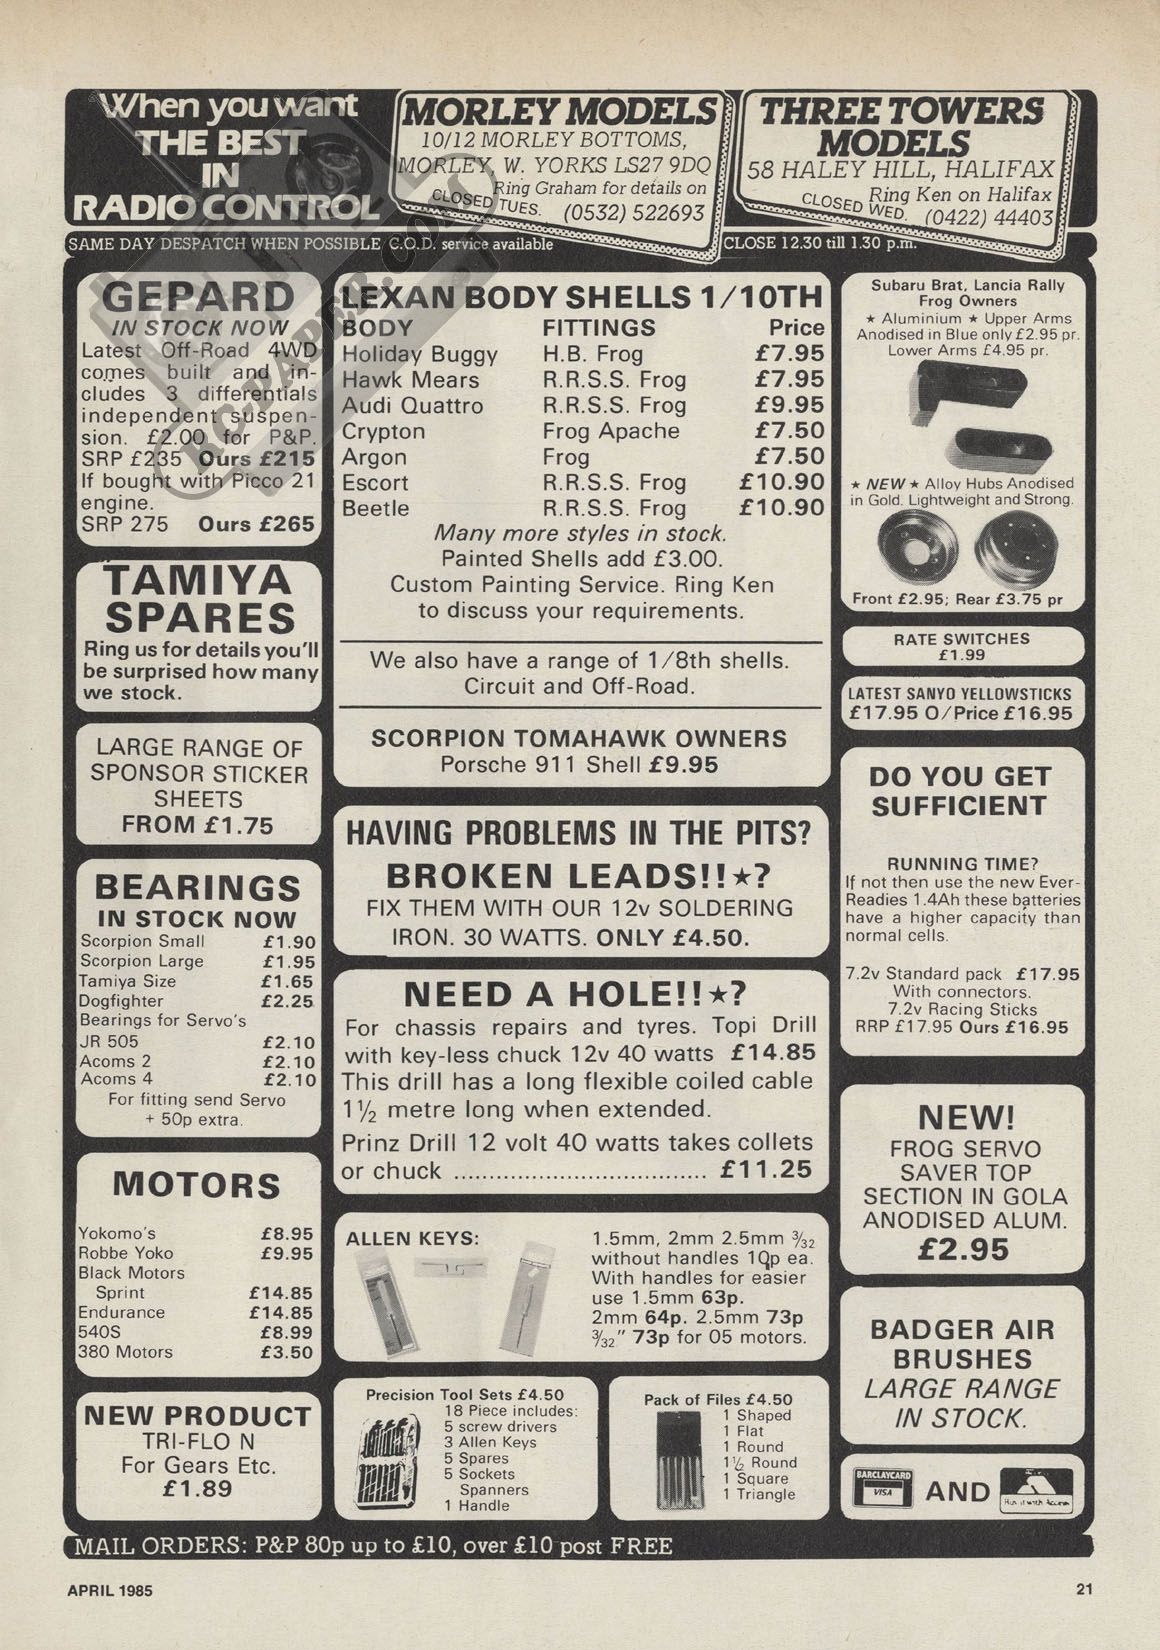 When you want
THE BEST
IN
RADIO CONTROL
MORLEY MODELS
10/12 MORLEY BOTTOMS,
MORLEY, W. YORKS LS27 9DQ
Ring Graham for details on
CLOSED TUES. (0532) 522693
THREE TOWERS
MODELS
58 HALEY HILL, HALIFAX
Ring Ken on Halifax
CLOSED WED. (0422) 44403
SAME DAY DESPATCH WHEN POSSIBLE C.O.D. service available
CLOSE 12.30 till 1.30 p.m.
RC-PAPER.COM
GEPARD
IN STOCK NOW
Latest Off-Road 4WD
comes built and in-
cludes 3 differentials
independent suspen-
sion. £2.00 for P&P.
SRP £235 Ours £215
If bought with Picco 21
engine.
SRP 275 Ours £265
TAMIYA
SPARES
Ring us for details you'll
be surprised how many
we stock.
LARGE RANGE OF
SPONSOR STICKER
SHEETS
FROM £1.75
BEARINGS
IN STOCK NOW
Scorpion Small £1.90
Scorpion Large £1.95
Tamiya Size £1.65
Dogfighter £2.25
Bearings for Servo's
JR 505 £2.10
Acoms 2 £2.10
Acoms 4 £2.10
For fitting send Servo
+ 50p extra.
MOTORS
Yokomo's £8.95
Robbe Yoko £9.95
Black Motors
Sprint £14.85
Endurance £14.85
540S £8.99
380 Motors £3.50
NEW PRODUCT
TRI-FLO N
For Gears Etc.
£1.89
LEXAN BODY SHELLS 1/10TH
BODY FITTINGS Price
Holiday Buggy H.B. Frog £7.95
Hawk Mears R.R.S.S. Frog £7.95
Audi Quattro R.R.S.S. Frog £9.95
Crypton Frog Apache £7.50
Argon Frog £7.50
Escort R.R.S.S. Frog £10.90
Beetle R.R.S.S. Frog £10.90
Many more styles in stock.
Painted Shells add £3.00.
Custom Painting Service. Ring Ken
to discuss your requirements.
We also have a range of 1/8th shells.
Circuit and Off-Road.
SCORPION TOMAHAWK OWNERS
Porsche 911 Shell £9.95
HAVING PROBLEMS IN THE PITS?
BROKEN LEADS!!★?
FIX THEM WITH OUR 12v SOLDERING
IRON. 30 WATTS. ONLY £4.50.
NEED A HOLE!!★?
For chassis repairs and tyres. Topi Drill
with key-less chuck 12v 40 watts £14.85
This drill has a long flexible coiled cable
1½ metre long when extended.
Prinz Drill 12 volt 40 watts takes collets
or chuck .................................... £11.25
ALLEN KEYS:
1.5mm, 2mm 2.5mm 3/32
without handles 10p ea.
With handles for easier
use 1.5mm 63p.
2mm 64p. 2.5mm 73p
3/32" 73p for 05 motors.
Precision Tool Sets £4.50
18 Piece includes:
5 screw drivers
3 Allen Keys
5 Spares
5 Sockets
Spanners
1 Handle
Pack of Files £4.50
1 Shaped
1 Flat
1 Round
1½ Round
1 Square
1 Triangle
Subaru Brat, Lancia Rally
Frog Owners
★ Aluminium ★ Upper Arms
Anodised in Blue only £2.95 pr.
Lower Arms £4.95 pr.
★ NEW ★ Alloy Hubs Anodised
in Gold. Lightweight and Strong.
Front £2.95; Rear £3.75 pr
RATE SWITCHES
£1.99
LATEST SANYO YELLOWSTICKS
£17.95 O/Price £16.95
DO YOU GET
SUFFICIENT
RUNNING TIME?
If not then use the new Ever-
Readies 1.4Ah these batteries
have a higher capacity than
normal cells.
7.2v Standard pack £17.95
With connectors.
7.2v Racing Sticks
RRP £17.95 Ours £16.95
NEW!
FROG SERVO
SAVER TOP
SECTION IN GOLA
ANODISED ALUM.
£2.95
BADGER AIR
BRUSHES
LARGE RANGE
IN STOCK.
BARCLAYCARD
VISA
AND
MAIL ORDERS: P&P 80p up to £10, over £10 post FREE
APRIL 1985
21